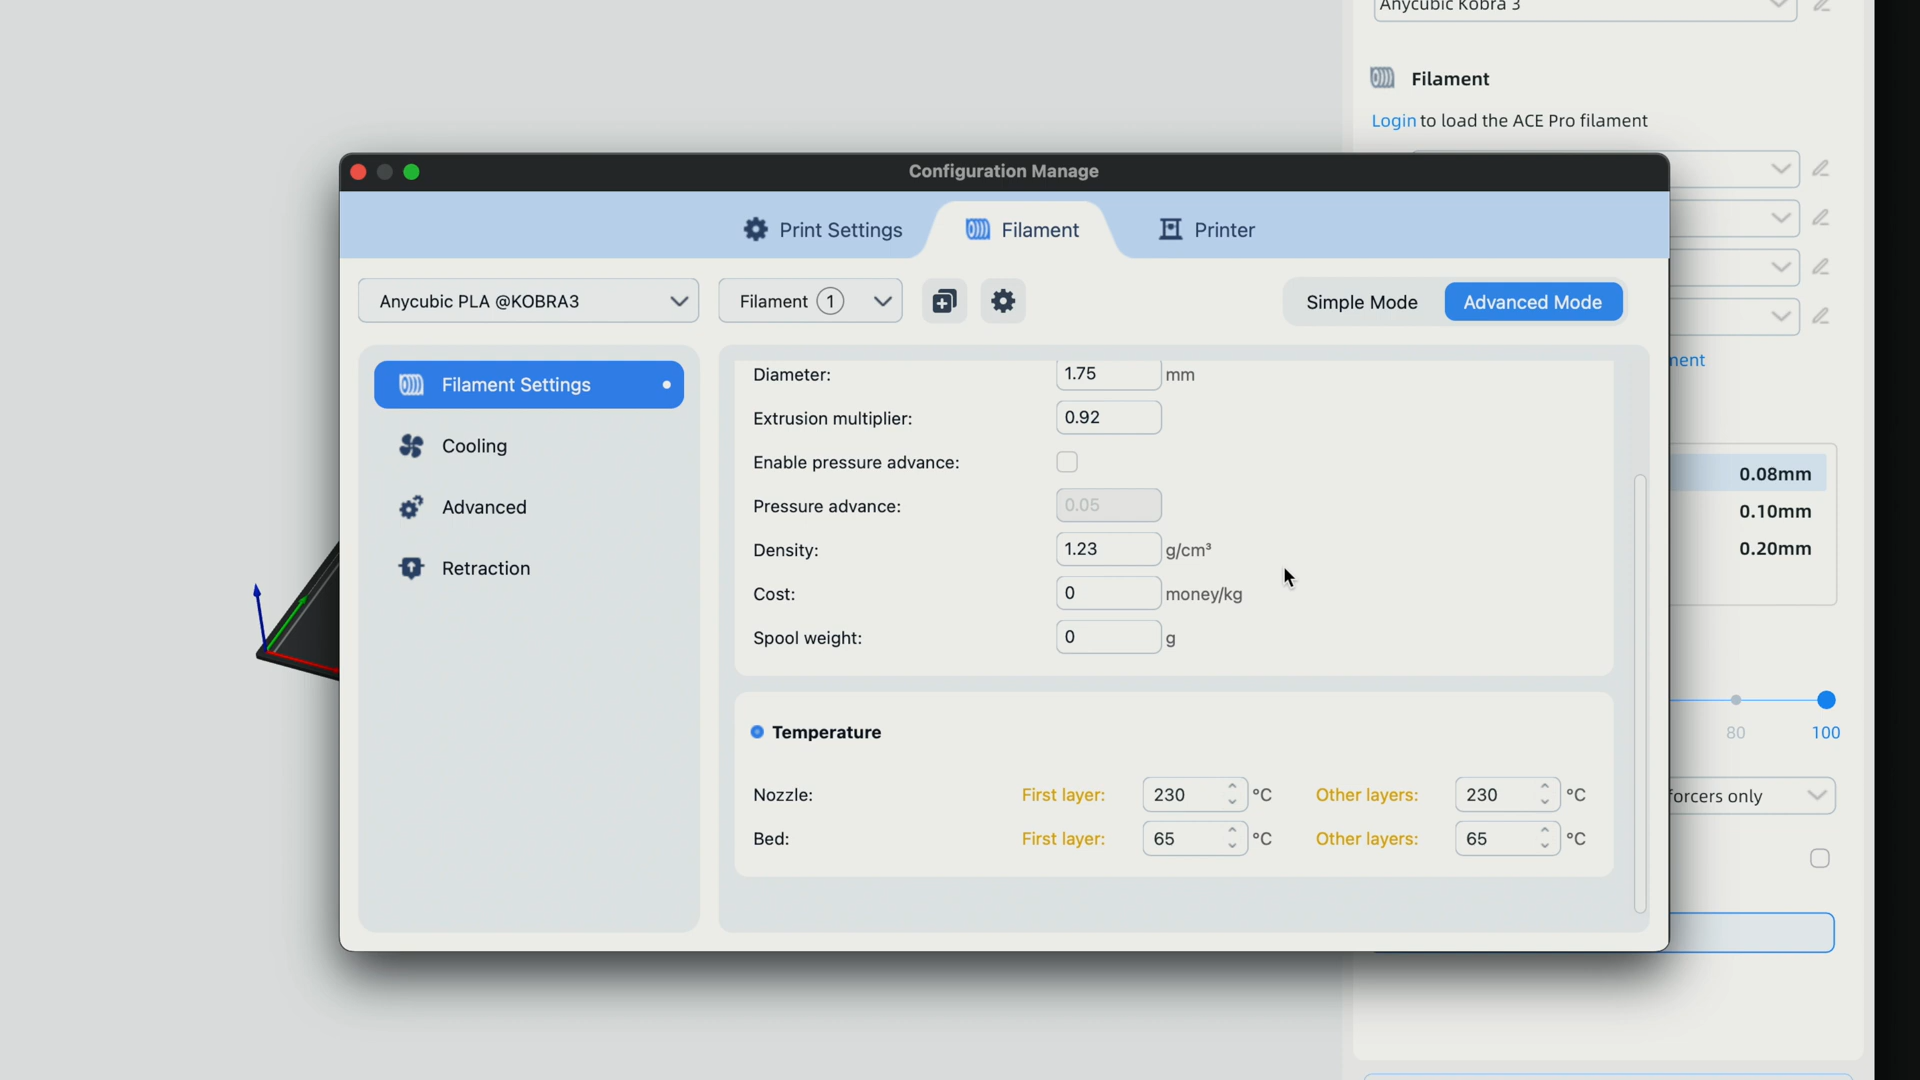 Anycubic Kobra 3
Filament
Login to load the ACE Pro filament
Configuration Manage
Print Settings
Filament
Printer
Anycubic PLA @KOBRA3
Filament 1
Simple Mode
Advanced Mode
Filament Settings
Cooling
Advanced
Retraction
Diameter: 1.75 mm
Extrusion multiplier: 0.92
Enable pressure advance:
Pressure advance: 0.05
Density: 1.23 g/cm³
Cost: 0 money/kg
Spool weight: 0 g
Temperature
Nozzle: First layer: 230 °C Other layers: 230 °C
Bed: First layer: 65 °C Other layers: 65 °C
0.08mm
0.10mm
0.20mm
80 100
only